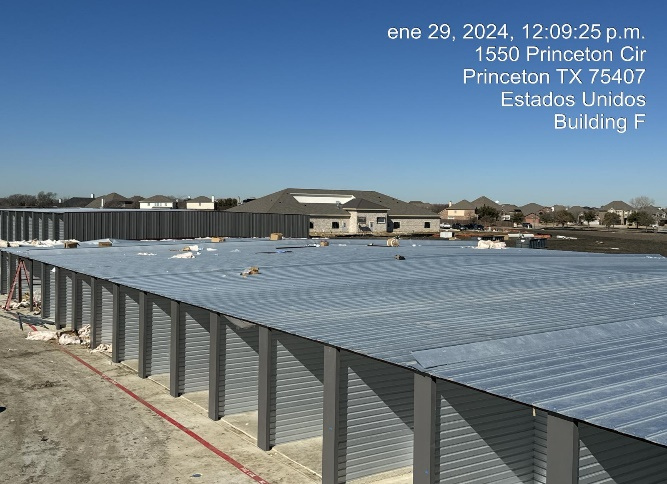 ene 29, 2024, 12:09:25 p.m.
1550 Princeton Cir
Princeton TX 75407
Estados Unidos
Building F